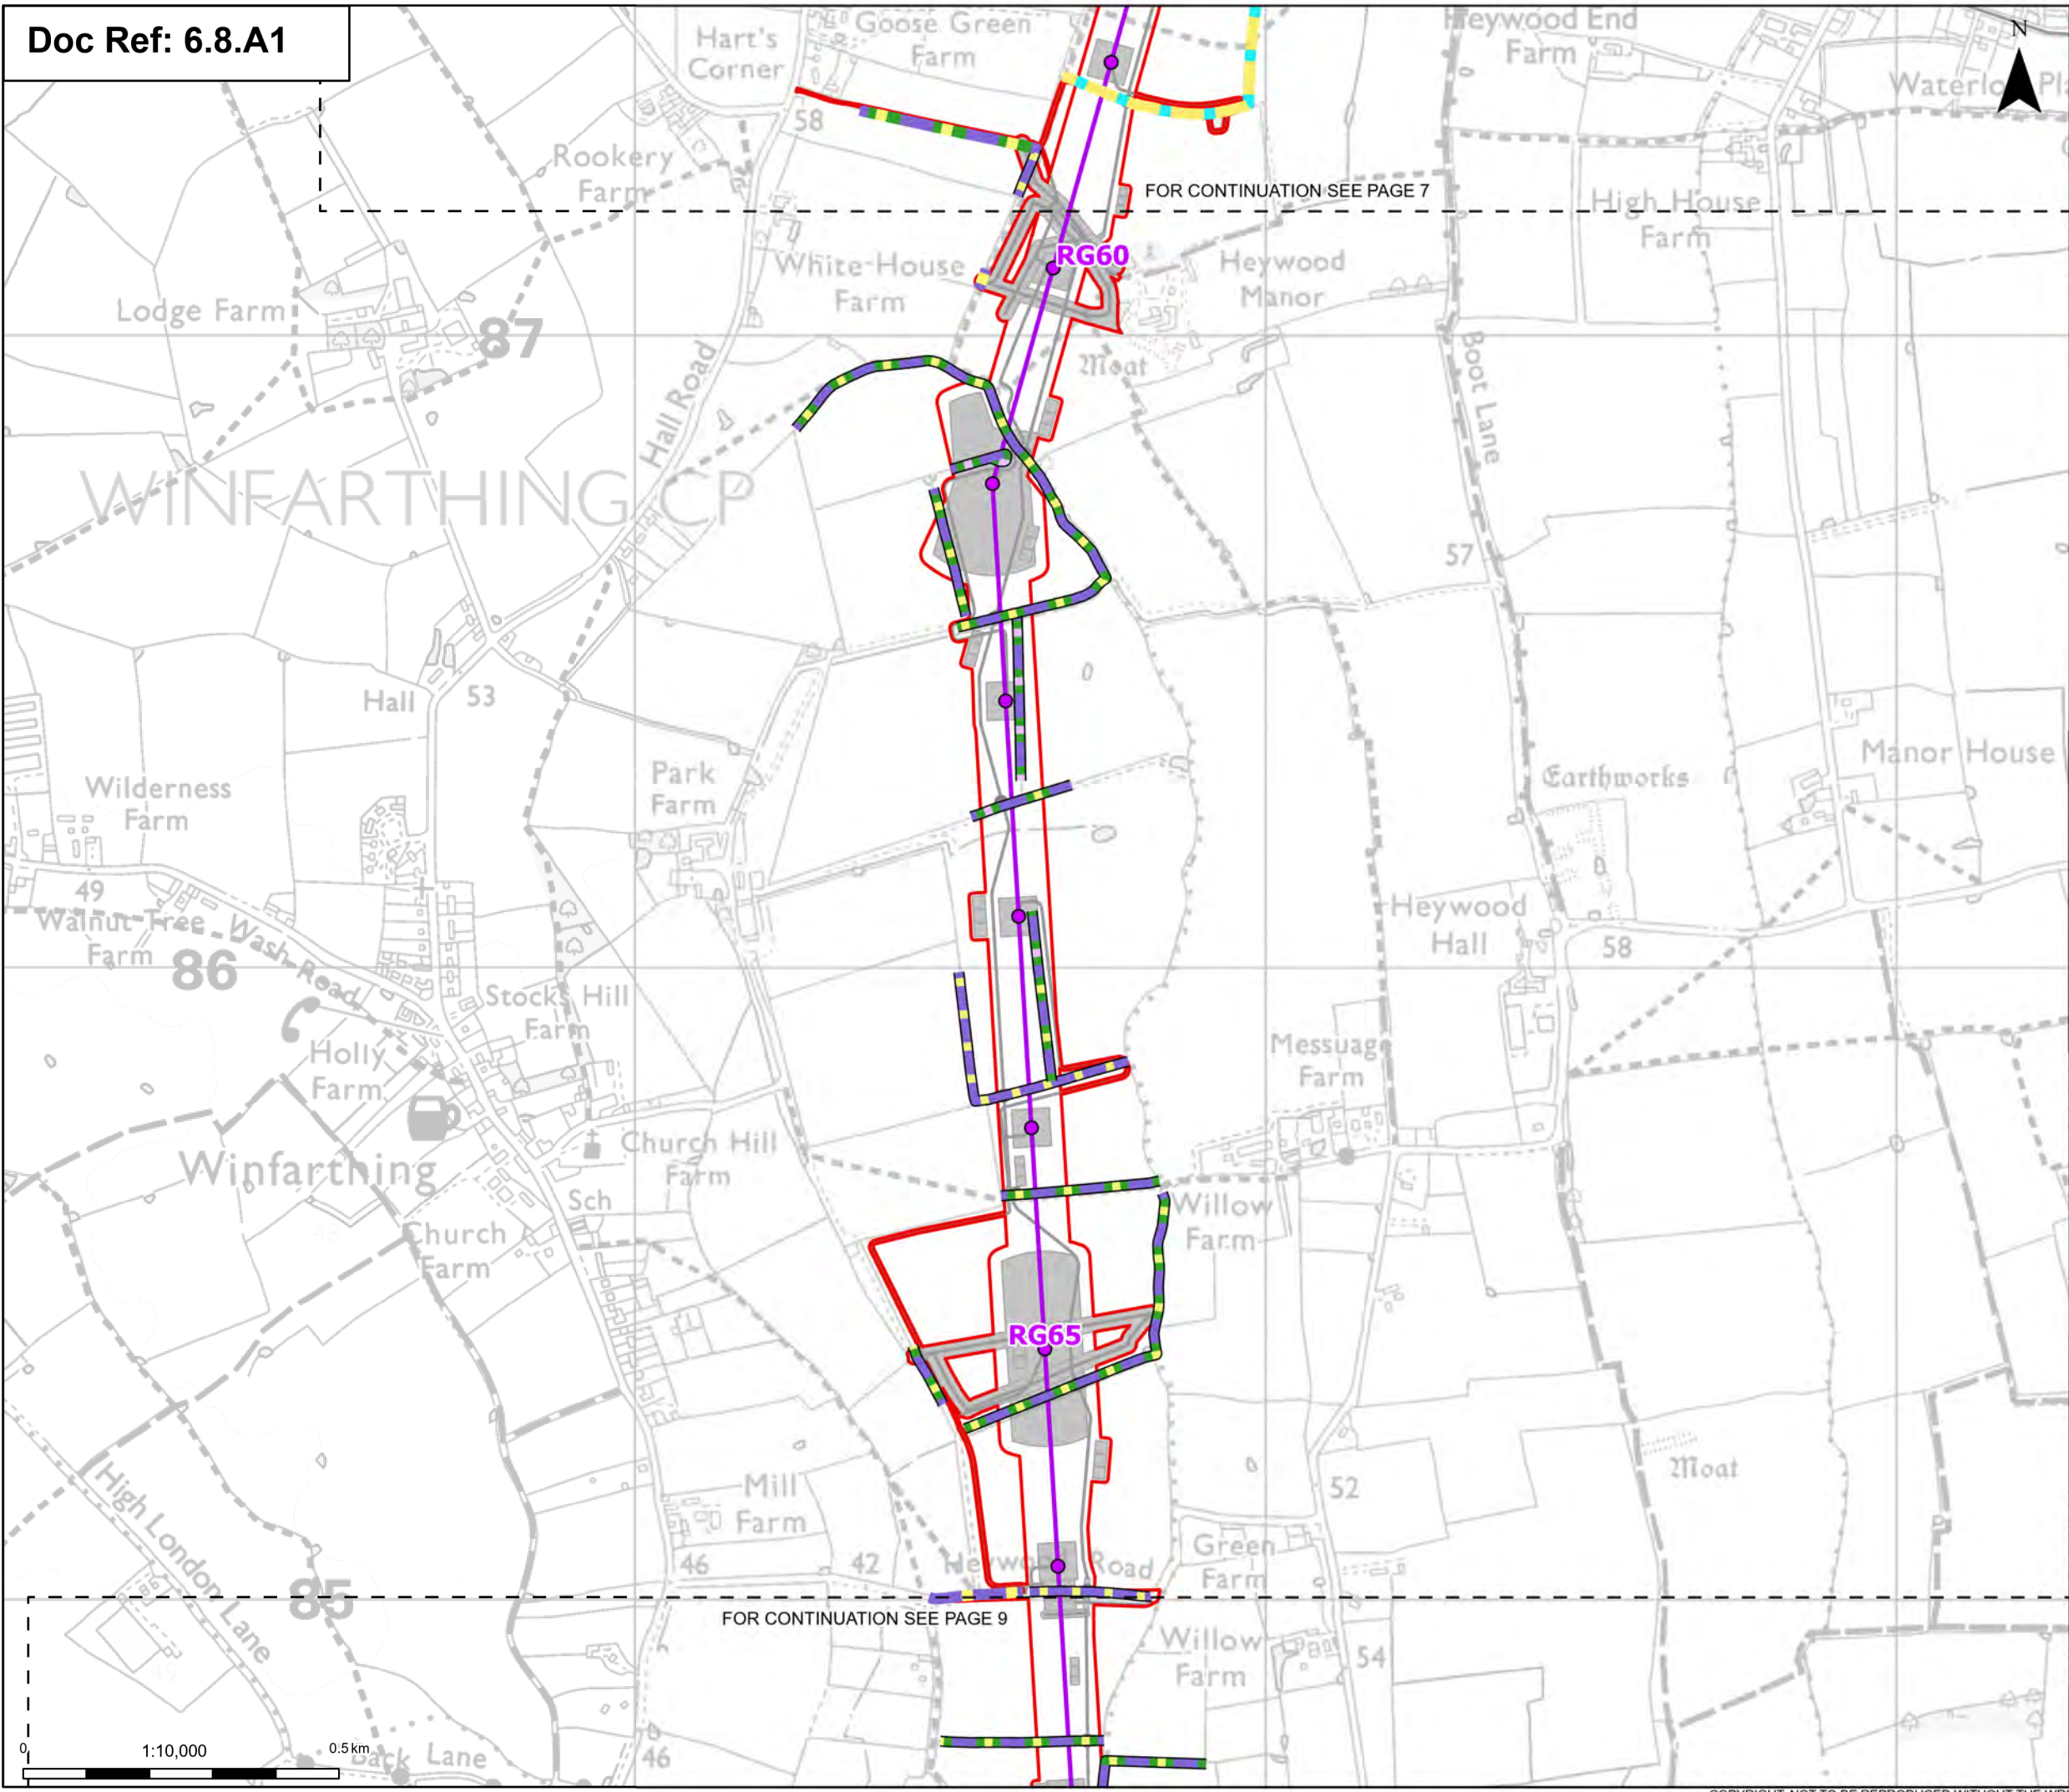 Doc Ref: 6.8.A1
Hart's
Corner
Goose Green
Farm
Heywood End
Farm
N
58
Rookery
Farm
FOR CONTINUATION SEE PAGE 7
High House
Farm
White House
Farm
RG60
Heywood
Manor
Lodge Farm
87
Moat
Hall Road
Boot Lane
WINFARTHING CP
57
Hall
53
Park
Farm
Wilderness
Farm
Earthworks
Manor House
49
Walnut Tree
Farm
Wash Road
86
Heywood
Hall
58
Stocks Hill
Farm
Holly
Farm
Messuage
Farm
Winfarthing
Church Hill
Farm
Sch
Willow
Farm
Church
Farm
RG65
High London Lane
Mill
Farm
52
Moat
46
42
Heywood Road
Green
Farm
85
FOR CONTINUATION SEE PAGE 9
Willow
Farm
54
0
1:10,000
0.5 km
Back Lane
46